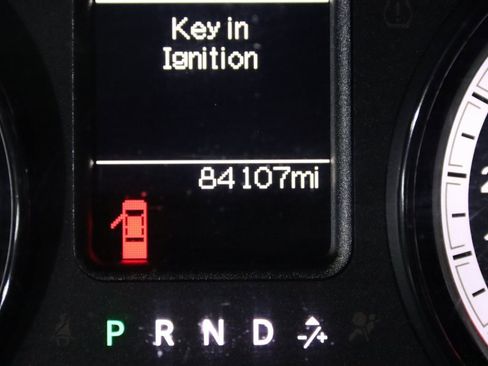 Key in
Ignition
84107mi
P R N D -/+